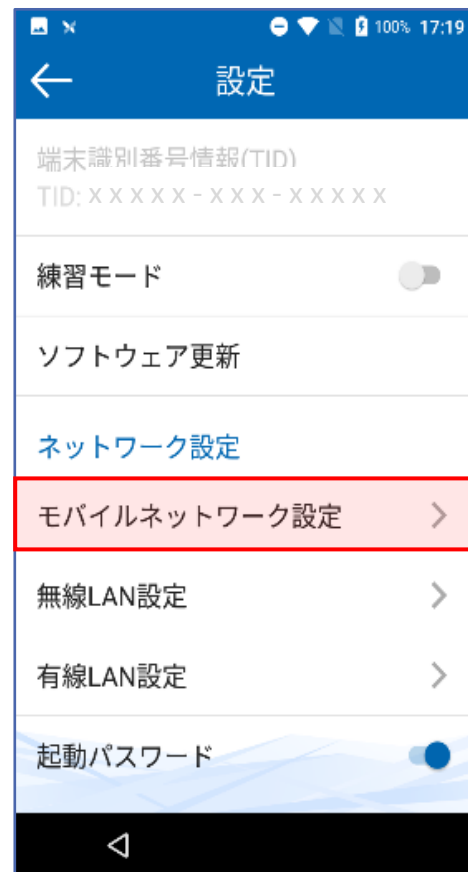 100% 17:19
設定
端末識別番号情報(TID)
TID: XXXXX-XXX-XXXXX
練習モード
ソフトウェア更新
ネットワーク設定
モバイルネットワーク設定
無線LAN設定
有線LAN設定
起動パスワード